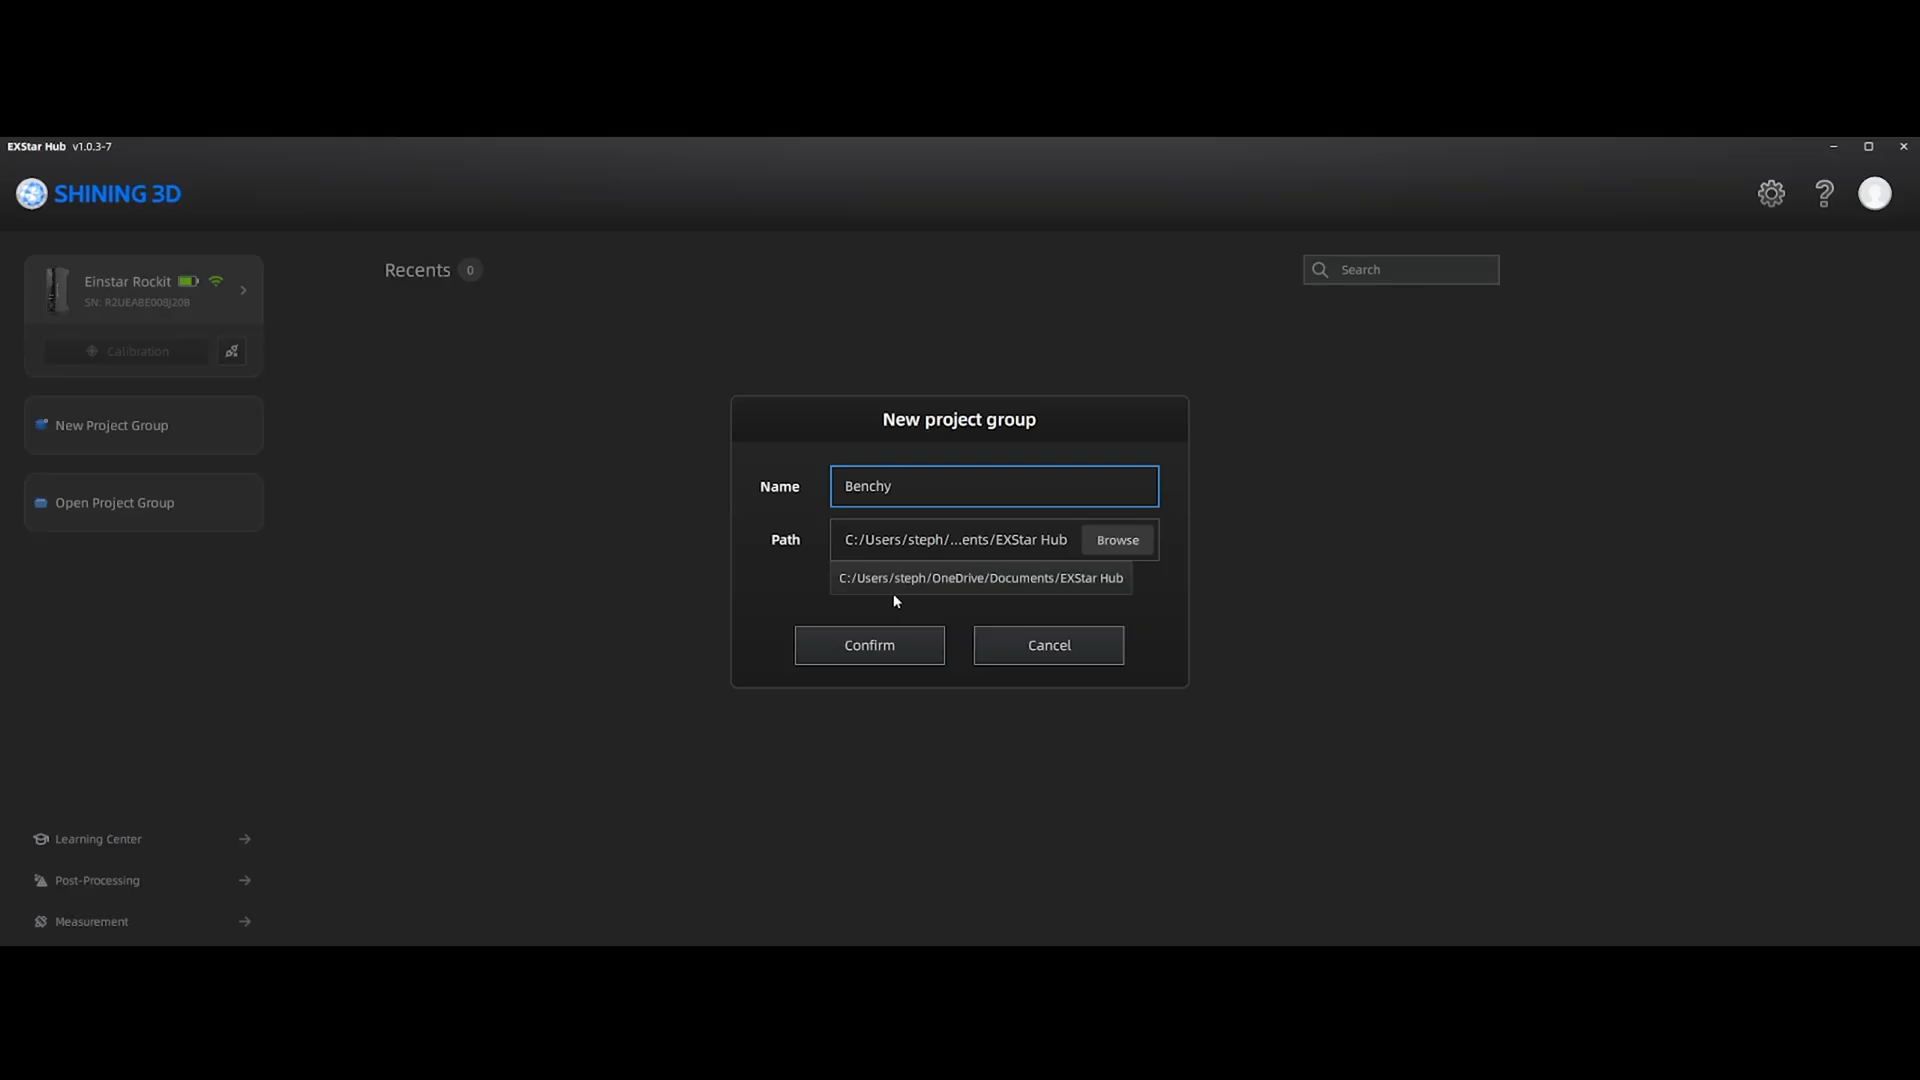 EXStar Hub v1.0.3-7
SHINING 3D
Einstar Rockit
SN: R2UEABE008J208
Calibration
New Project Group
Open Project Group
Recents 0
Search
New project group
Name Benchy
Path C:/Users/steph/...ents/EXStar Hub Browse
C:/Users/steph/OneDrive/Documents/EXStar Hub
Confirm Cancel
Learning Center
Post-Processing
Measurement